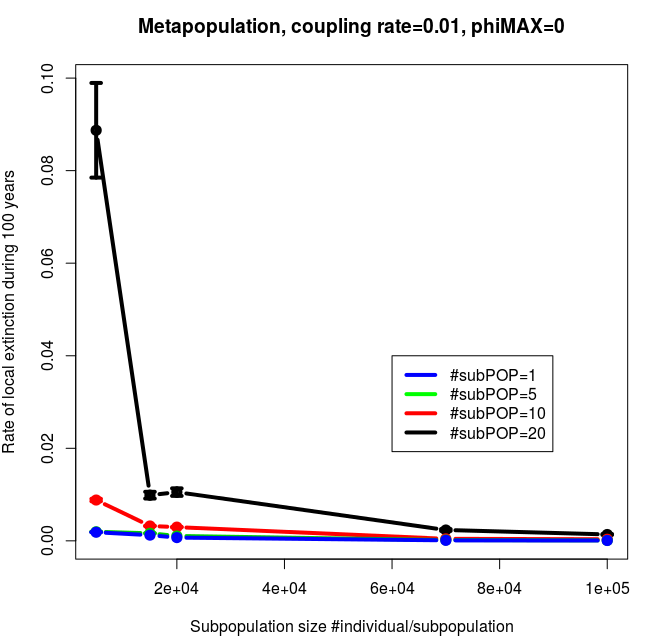 Metapopulation, coupling rate=0.01, phiMAX=0
Rate of local extinction during 100 years
0.10
0.08
0.06
0.04
0.02
0.00
#subPOP=1
#subPOP=5
#subPOP=10
#subPOP=20
2e+04 4e+04 6e+04 8e+04 1e+05
Subpopulation size #individual/subpopulation